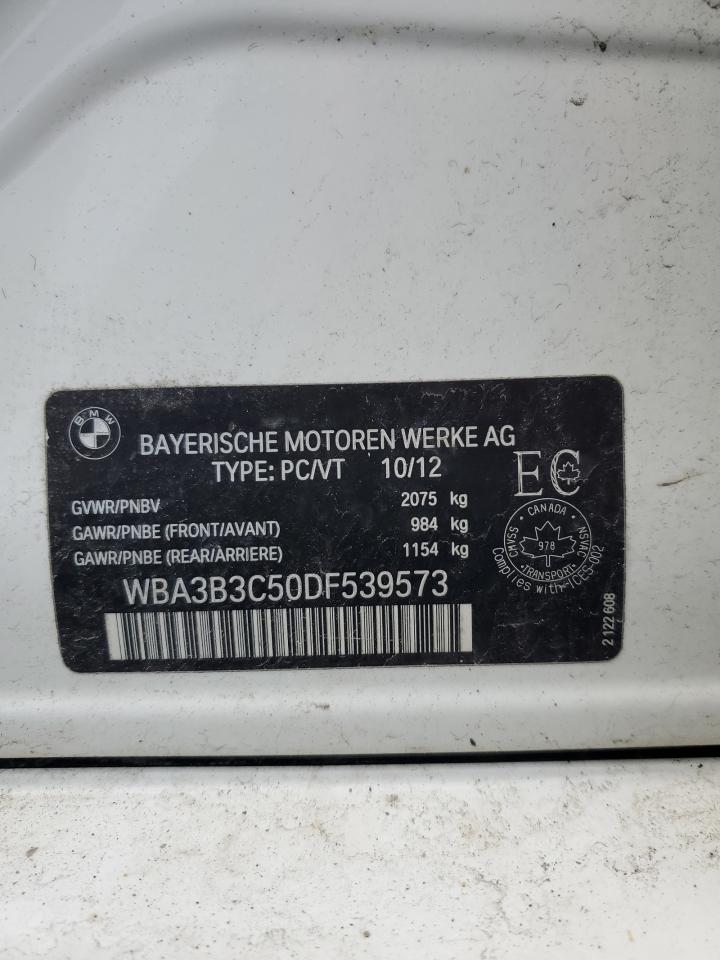 BMW
BAYERISCHE MOTOREN WERKE AG
TYPE: PC/VT 10/12
EC
GVWR/PNBV 2075 kg
GAWR/PNBE (FRONT/AVANT) 984 kg
GAWR/PNBE (REAR/ARRIERE) 1154 kg
WBA3B3C50DF539573
CMVSS · CANADA · NSVAC
978
· TRANSPORT ·
Complies with - ICES-002
2 122 608